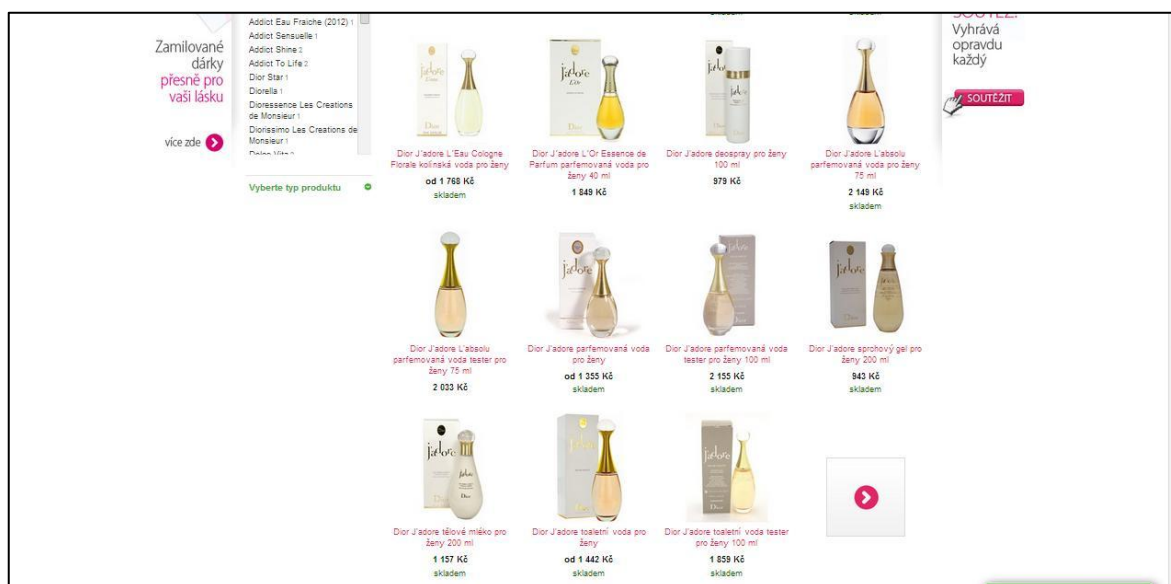 Zamilované
dárky
přesně pro
vaši lásku
více zde
Addict Eau Fraiche (2012) 1
Addict Sensuelle 1
Addict Shine 2
Addict To Life 2
Dior Star 1
Diorella 1
Dioressence Les Creations
de Monsieur 1
Diorissimo Les Creations de
Monsieur 1
Dolce Vita 2
Vyberte typ produktu
skladem
skladem
Dior J'adore L'Eau Cologne
Florale kolínská voda pro ženy
od 1 768 Kč
skladem
Dior J'adore L'Or Essence de
Parfum parfemovaná voda pro
ženy 40 ml
1 849 Kč
Dior J'adore deospray pro ženy
100 ml
979 Kč
Dior J'adore L'absolu
parfemovaná voda pro ženy
75 ml
2 149 Kč
skladem
Dior J'adore L'absolu
parfemovaná voda tester pro
ženy 75 ml
2 033 Kč
Dior J'adore parfemovaná voda
pro ženy
od 1 355 Kč
skladem
Dior J'adore parfemovaná voda
tester pro ženy 100 ml
2 155 Kč
skladem
Dior J'adore sprchový gel pro
ženy 200 ml
943 Kč
skladem
Dior J'adore tělové mléko pro
ženy 200 ml
1 157 Kč
skladem
Dior J'adore toaletní voda pro
ženy
od 1 442 Kč
skladem
Dior J'adore toaletní voda tester
pro ženy 100 ml
1 859 Kč
skladem
SOUTĚŽ!
Vyhrává
opravdu
každý
SOUTĚŽIT